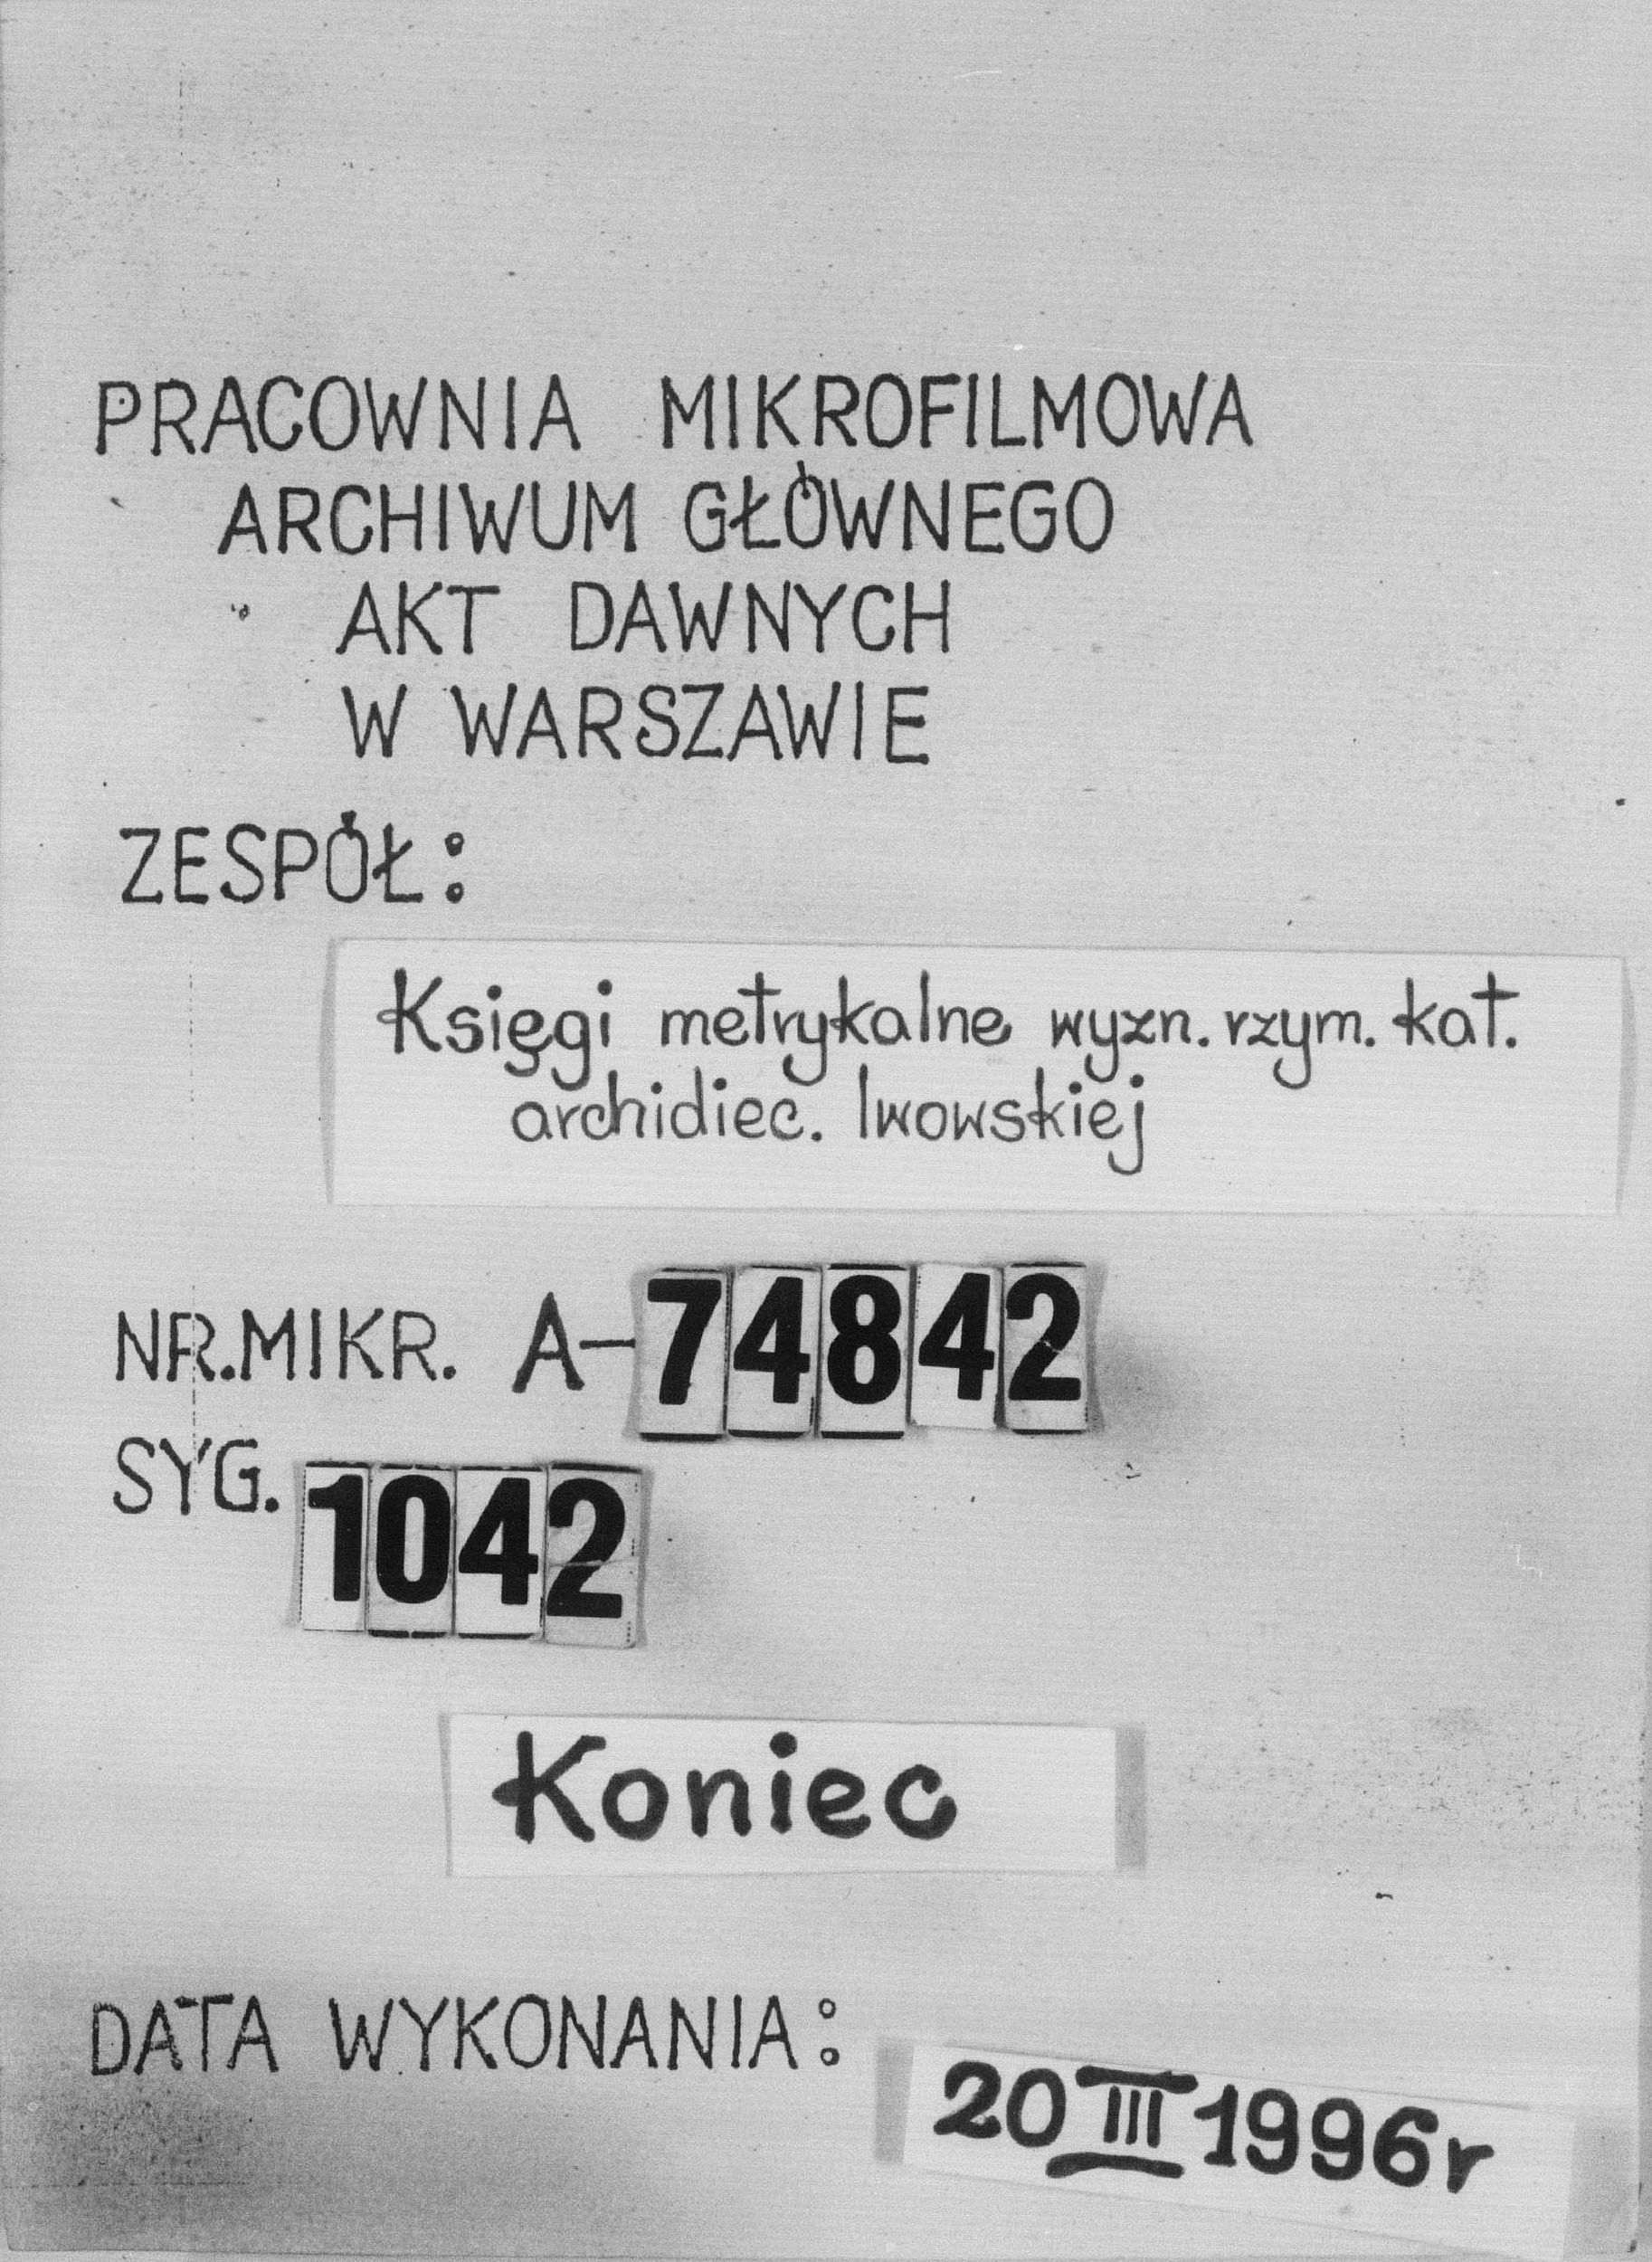 PRACOWNIA MIKROFILMOWA
ARCHIWUM GŁÓWNEGO
AKT DAWNYCH
W WARSZAWIE
ZESPÓŁ:
Księgi metrykalne wyzn. rzym. kat.
archidiec. lwowskiej
NR. MIKR. A-74842
SYG. 1042
Koniec
DATA WYKONANIA: 20 III 1996r